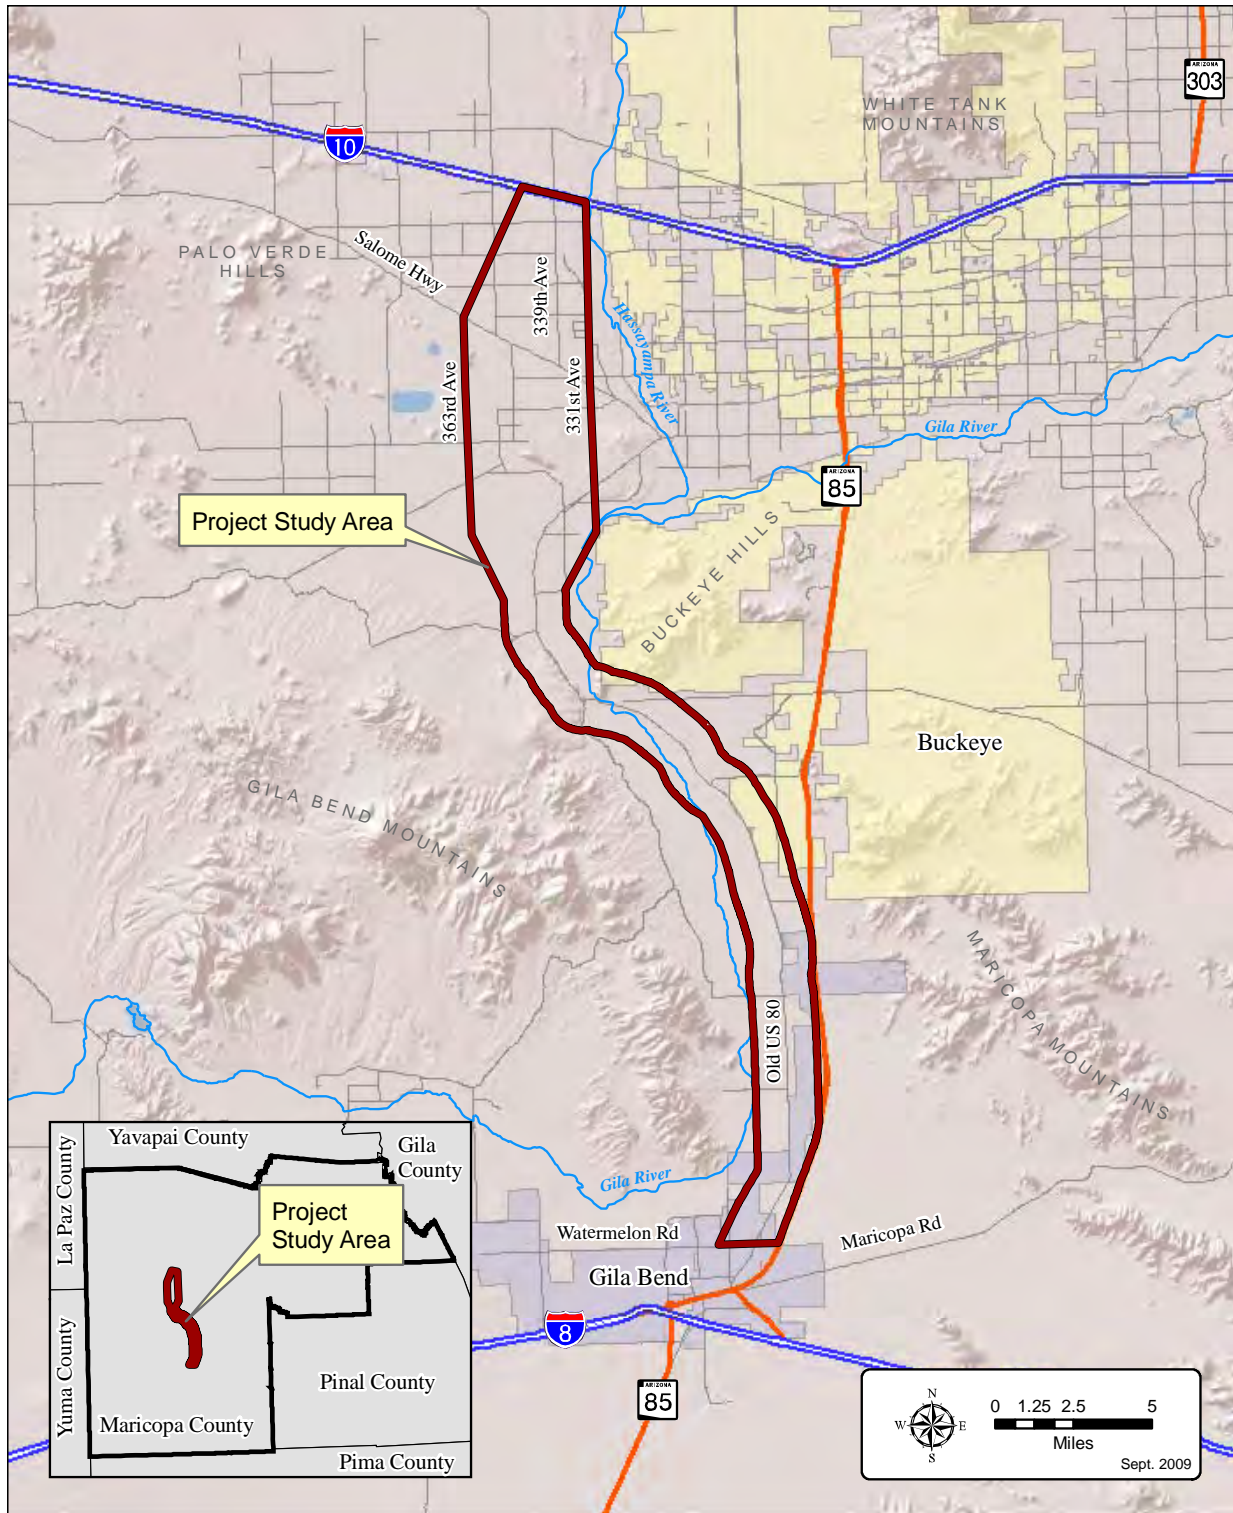 ARIZONA
303
WHITE TANK
MOUNTAINS
10
PALO VERDE
HILLS
Salome Hwy
339th Ave
Hassayampa River
363rd Ave
331st Ave
Gila River
ARIZONA
85
Project Study Area
BUCKEYE HILLS
Buckeye
GILA BEND MOUNTAINS
MARICOPA MOUNTAINS
Old US 80
Gila River
Watermelon Rd
Maricopa Rd
Gila Bend
8
ARIZONA
85
Yavapai County
Gila
County
La Paz County
Project
Study Area
Yuma County
Pinal County
Maricopa County
Pima County
N
W
E
S
0 1.25 2.5 5
Miles
Sept. 2009